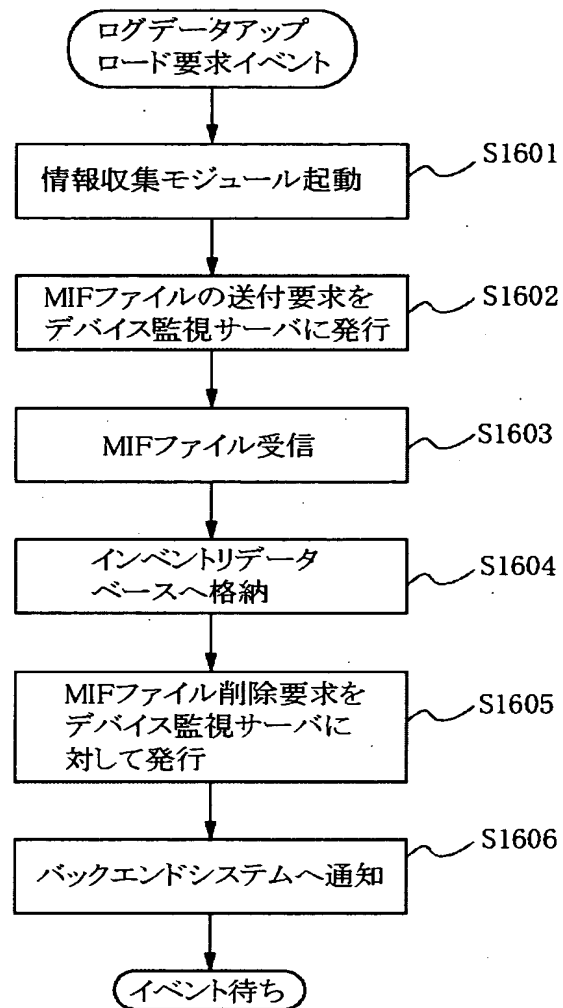 ログデータアップ
ロード要求イベント
情報収集モジュール起動
S1601
MIFファイルの送付要求を
デバイス監視サーバに発行
S1602
MIFファイル受信
S1603
インベントリデータ
ベースへ格納
S1604
MIFファイル削除要求を
デバイス監視サーバに
対して発行
S1605
バックエンドシステムへ通知
S1606
イベント待ち